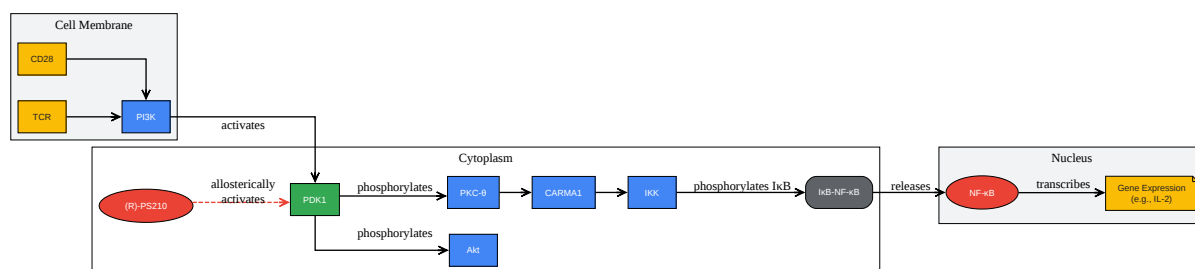 Cell Membrane
CD28
TCR
PI3K
activates
Cytoplasm
(R)-PS210
allosterically
activates
PDK1
phosphorylates
PKC-θ
CARMA1
IKK
phosphorylates IκB
IκB-NF-κB
releases
phosphorylates
Akt
Nucleus
NF-κB
transcribes
Gene Expression
(e.g., IL-2)